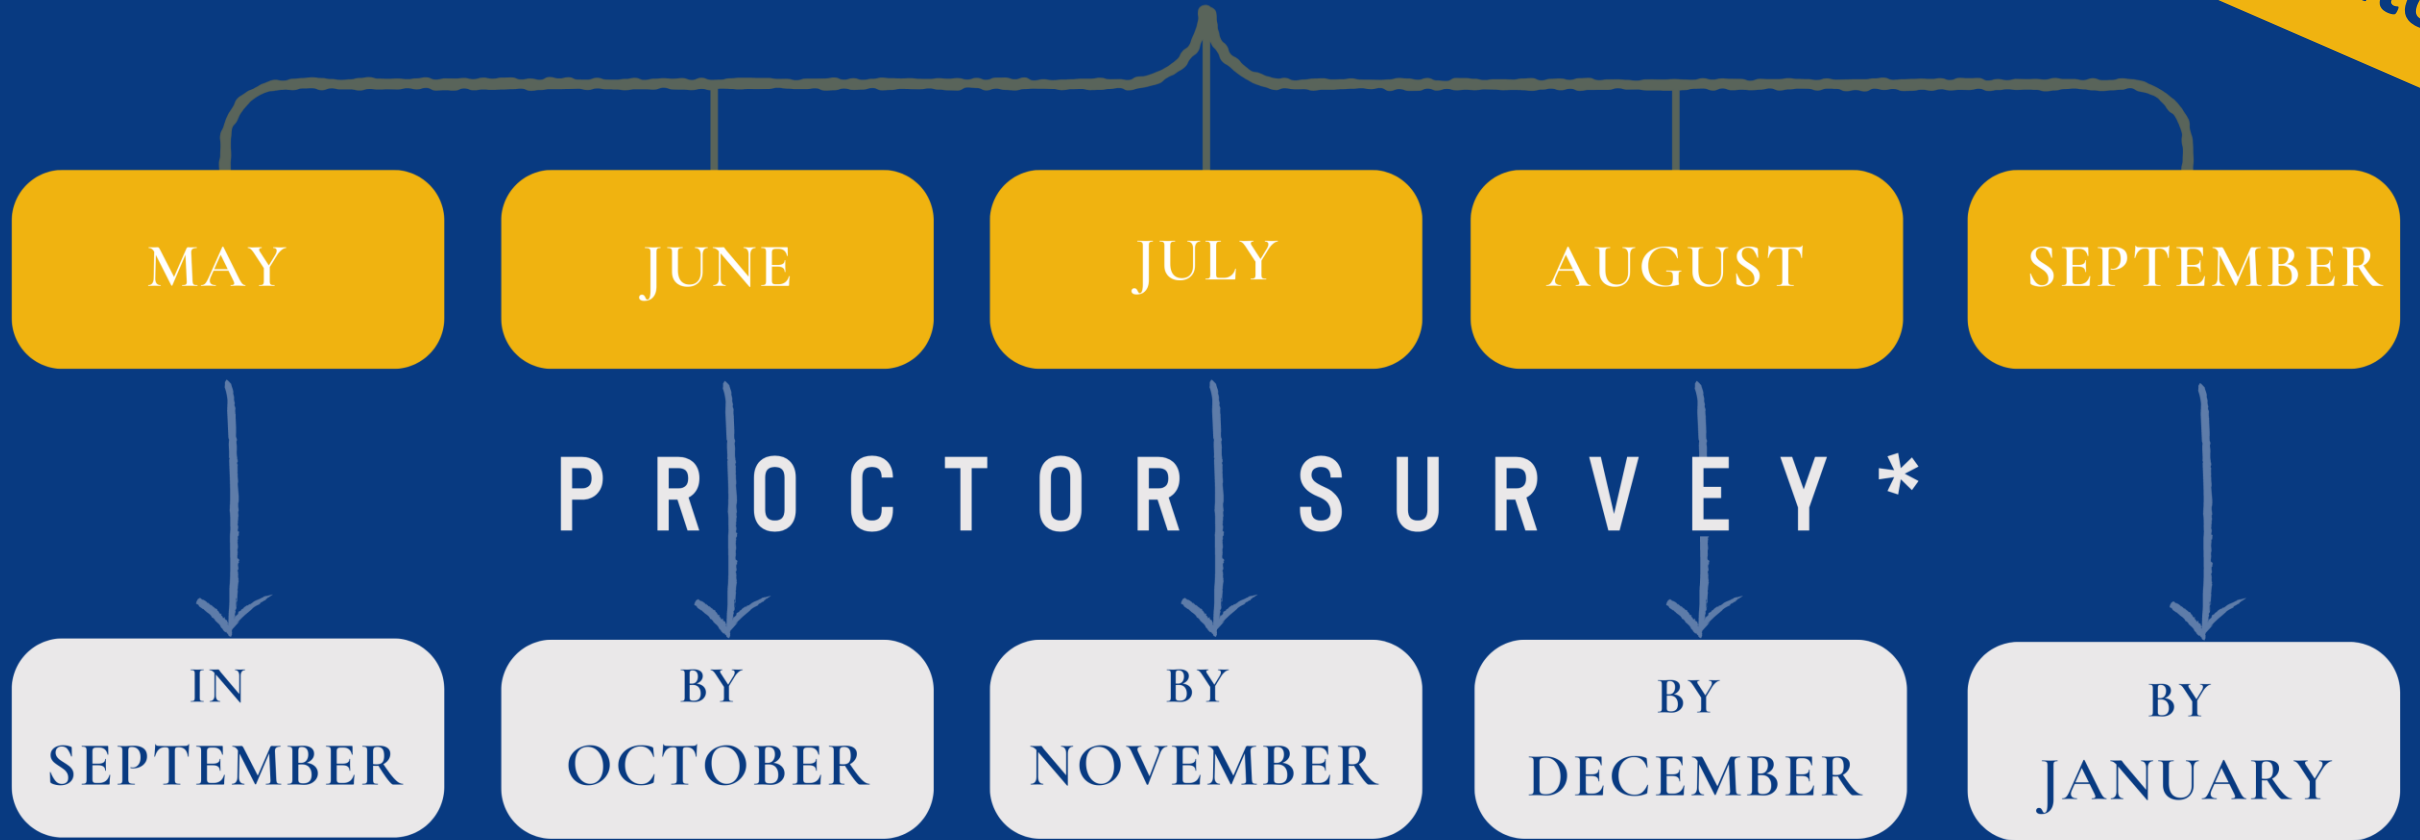 MAY
JUNE
JULY
AUGUST
SEPTEMBER
PROCTOR SURVEY*
IN
SEPTEMBER
BY
OCTOBER
BY
NOVEMBER
BY
DECEMBER
BY
JANUARY